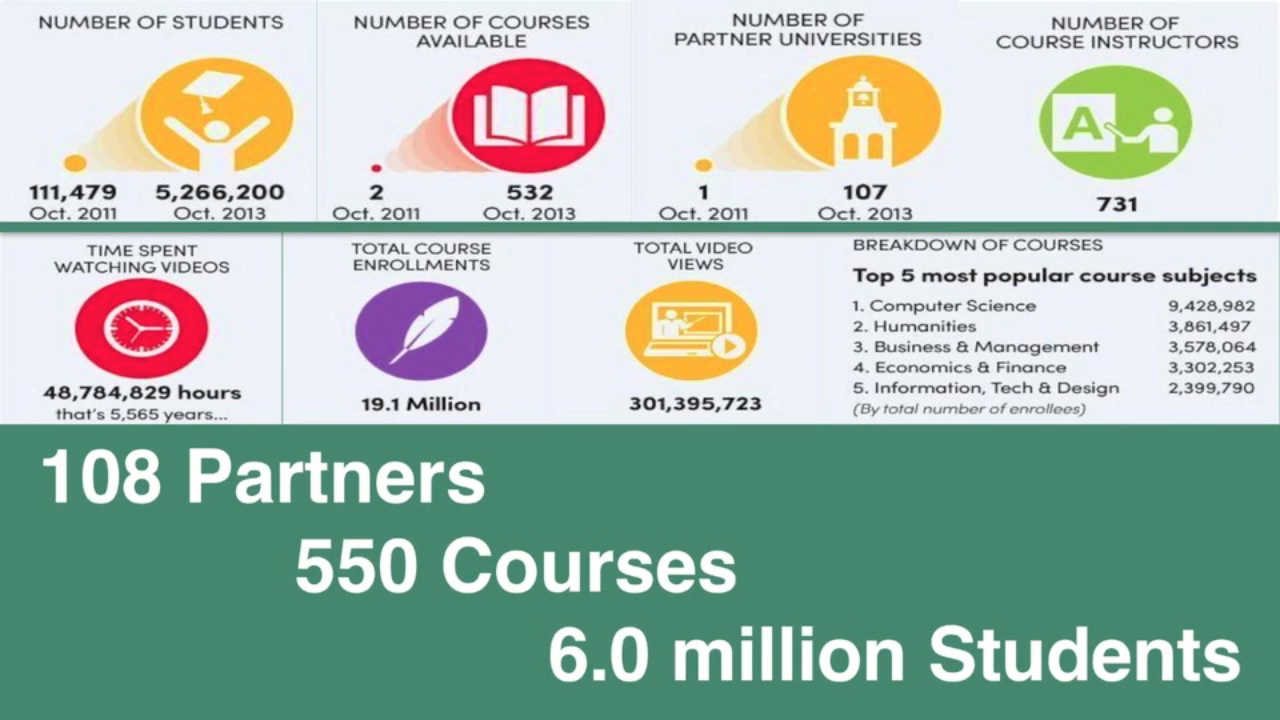 NUMBER OF STUDENTS
111,479 5,266,200
Oct. 2011 Oct. 2013
NUMBER OF COURSES
AVAILABLE
2 532
Oct. 2011 Oct. 2013
NUMBER OF
PARTNER UNIVERSITIES
1 107
Oct. 2011 Oct. 2013
NUMBER OF
COURSE INSTRUCTORS
A
731
TIME SPENT
WATCHING VIDEOS
48,784,829 hours
that's 5,565 years...
TOTAL COURSE
ENROLLMENTS
19.1 Million
TOTAL VIDEO
VIEWS
301,395,723
BREAKDOWN OF COURSES
Top 5 most popular course subjects
1. Computer Science 9,428,982
2. Humanities 3,861,497
3. Business & Management 3,578,064
4. Economics & Finance 3,302,253
5. Information, Tech & Design 2,399,790
(By total number of enrollees)
108 Partners
550 Courses
6.0 million Students